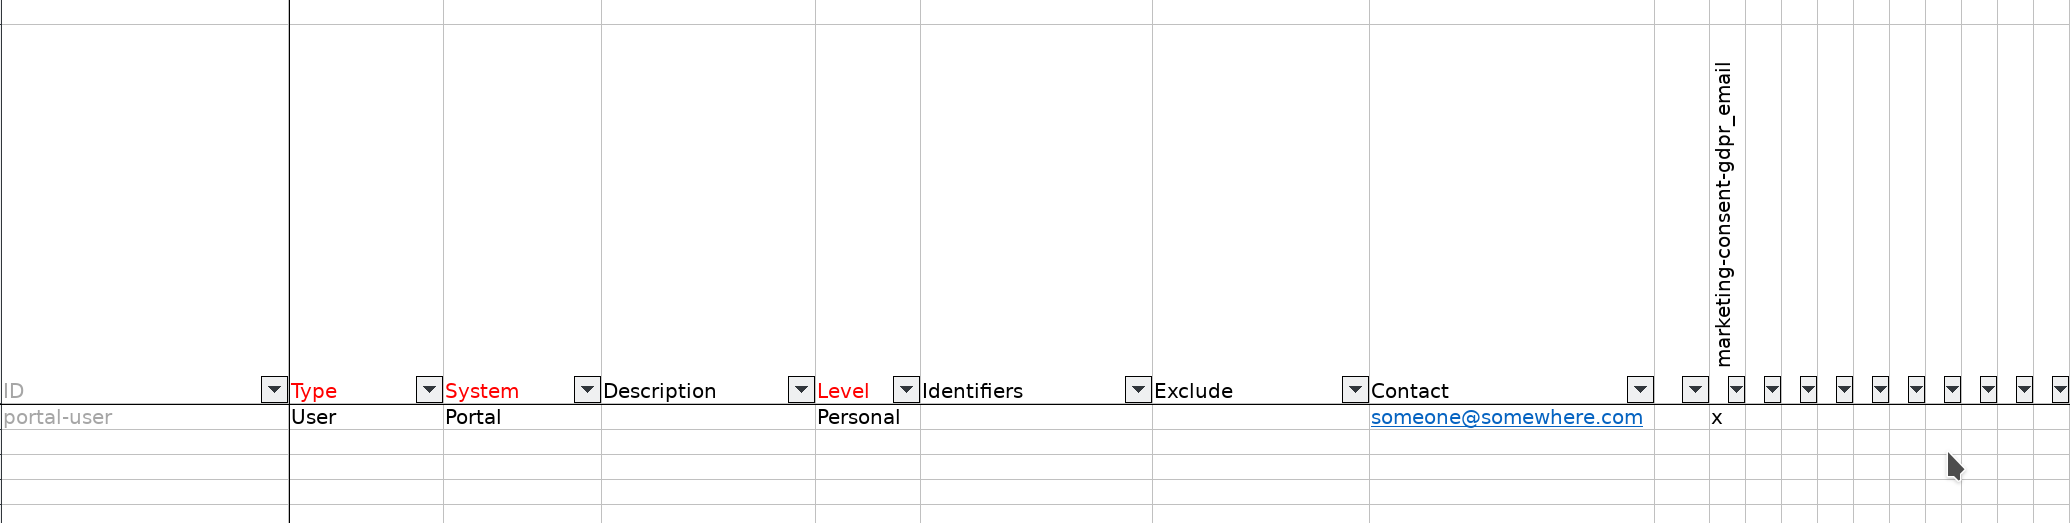 marketing-consent-gdpr_email
ID Type System Description Level Identifiers Exclude Contact
portal-user User Portal Personal someone@somewhere.com x